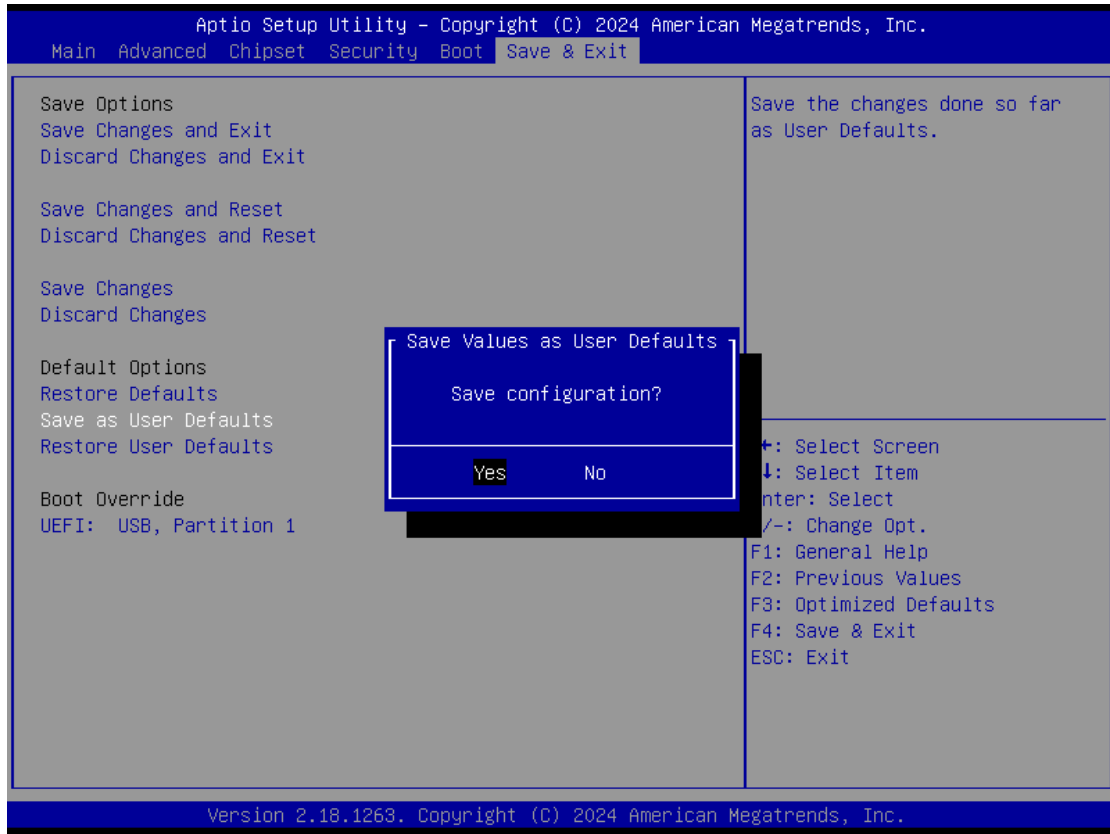 Aptio Setup Utility – Copyright (C) 2024 American Megatrends, Inc.
Main Advanced Chipset Security Boot Save & Exit
Save Options
Save Changes and Exit
Discard Changes and Exit
Save Changes and Reset
Discard Changes and Reset
Save Changes
Discard Changes
Default Options
Restore Defaults
Save as User Defaults
Restore User Defaults
Boot Override
UEFI: USB, Partition 1
Save Values as User Defaults
Save configuration?
Yes No
Save the changes done so far
as User Defaults.
←: Select Screen
↓: Select Item
nter: Select
/-: Change Opt.
F1: General Help
F2: Previous Values
F3: Optimized Defaults
F4: Save & Exit
ESC: Exit
Version 2.18.1263. Copyright (C) 2024 American Megatrends, Inc.